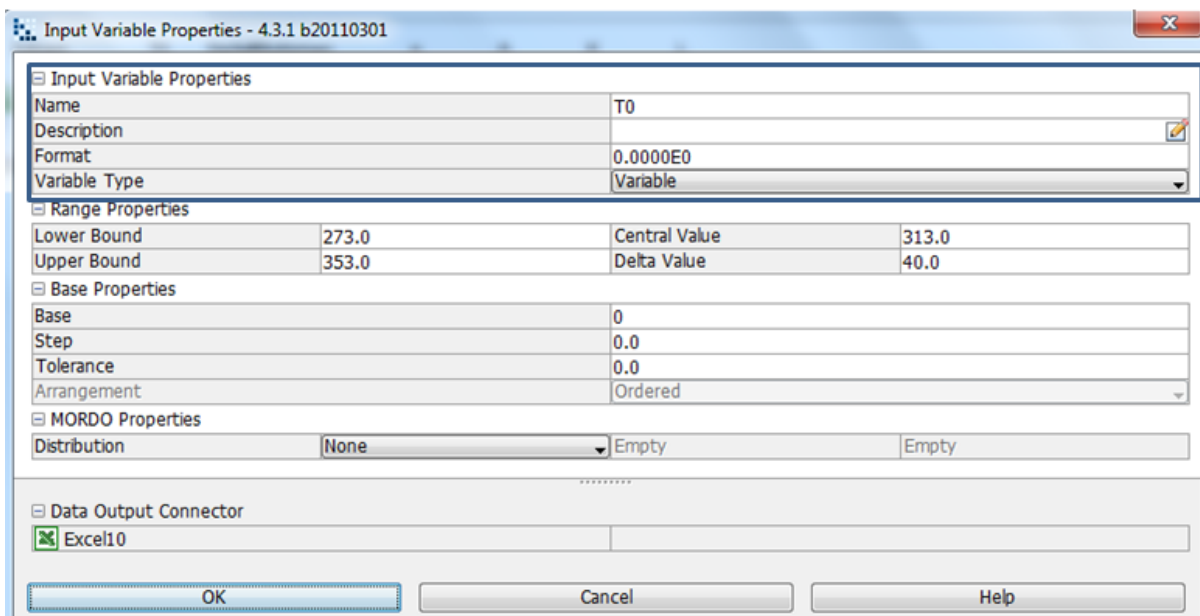 Input Variable Properties - 4.3.1 b20110301
Input Variable Properties
Name T0
Description
Format 0.0000E0
Variable Type Variable
Range Properties
Lower Bound 273.0 Central Value 313.0
Upper Bound 353.0 Delta Value 40.0
Base Properties
Base 0
Step 0.0
Tolerance 0.0
Arrangement Ordered
MORDO Properties
Distribution None Empty Empty
Data Output Connector
Excel10
OK Cancel Help